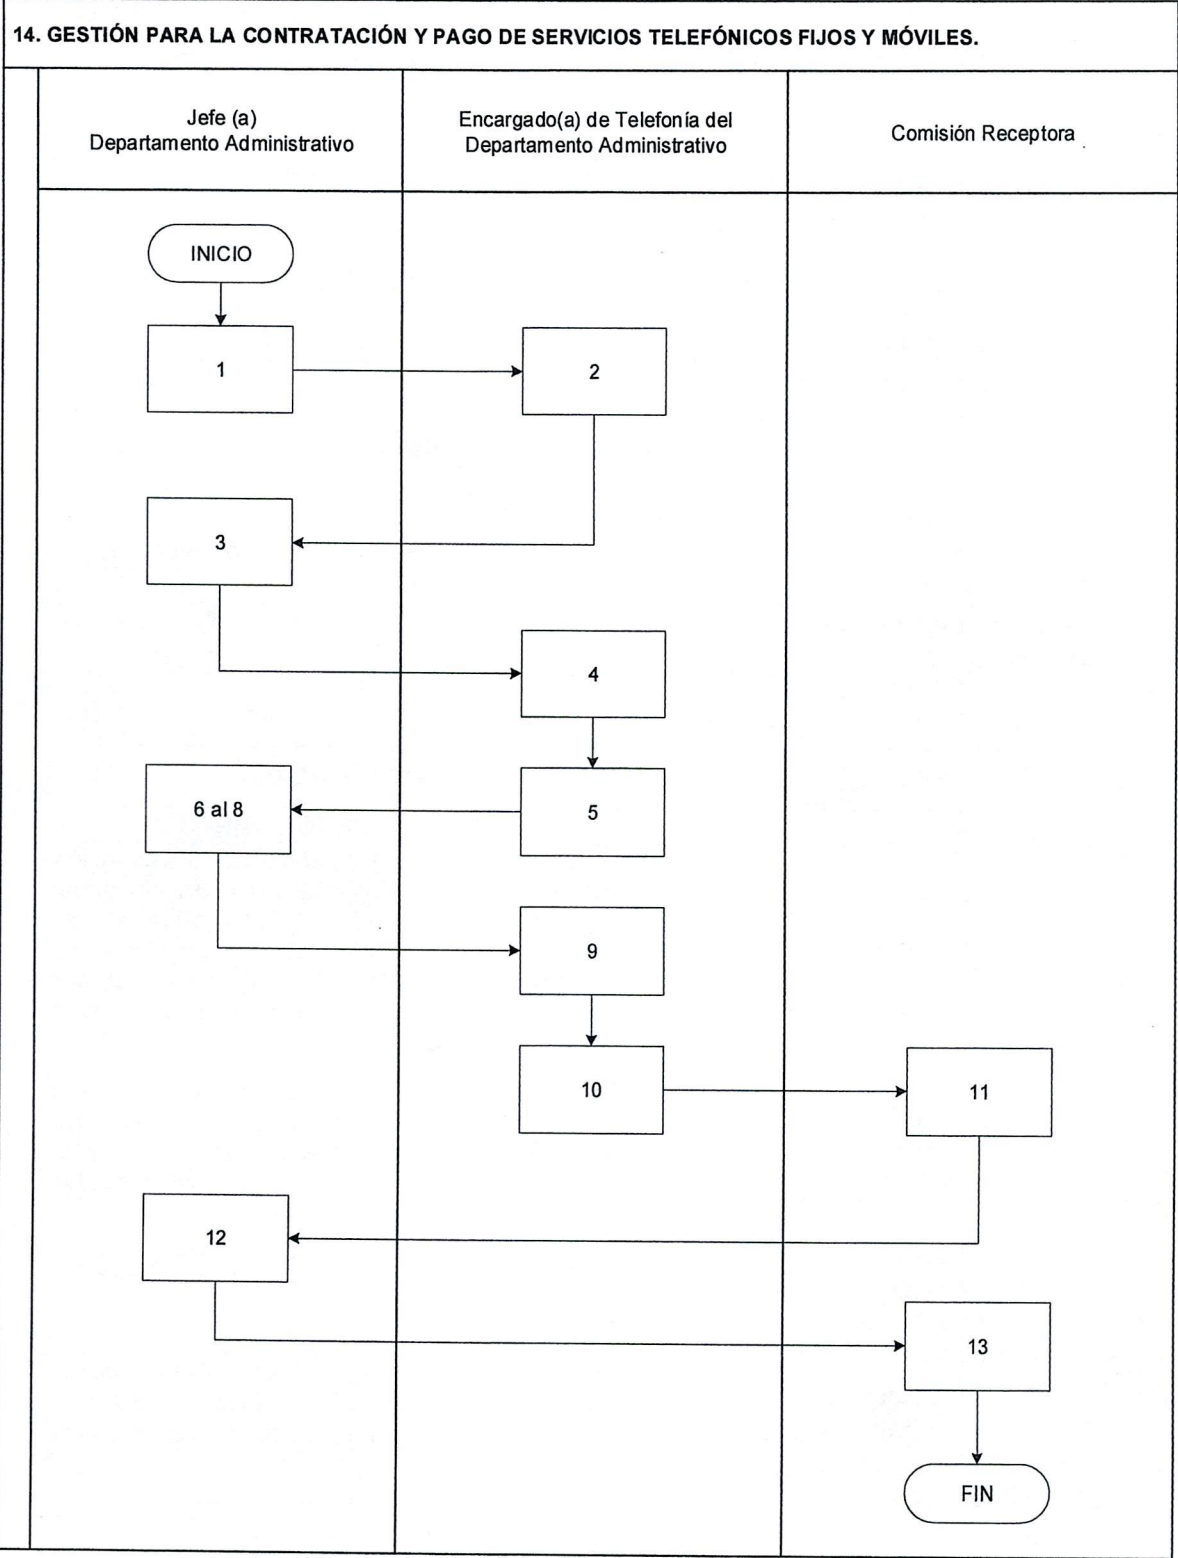 14. GESTIÓN PARA LA CONTRATACIÓN Y PAGO DE SERVICIOS TELEFÓNICOS FIJOS Y MÓVILES.
Jefe (a)
Departamento Administrativo
Encargado(a) de Telefonía del
Departamento Administrativo
Comisión Receptora
INICIO
1
2
3
4
5
6 al 8
9
10
11
12
13
FIN